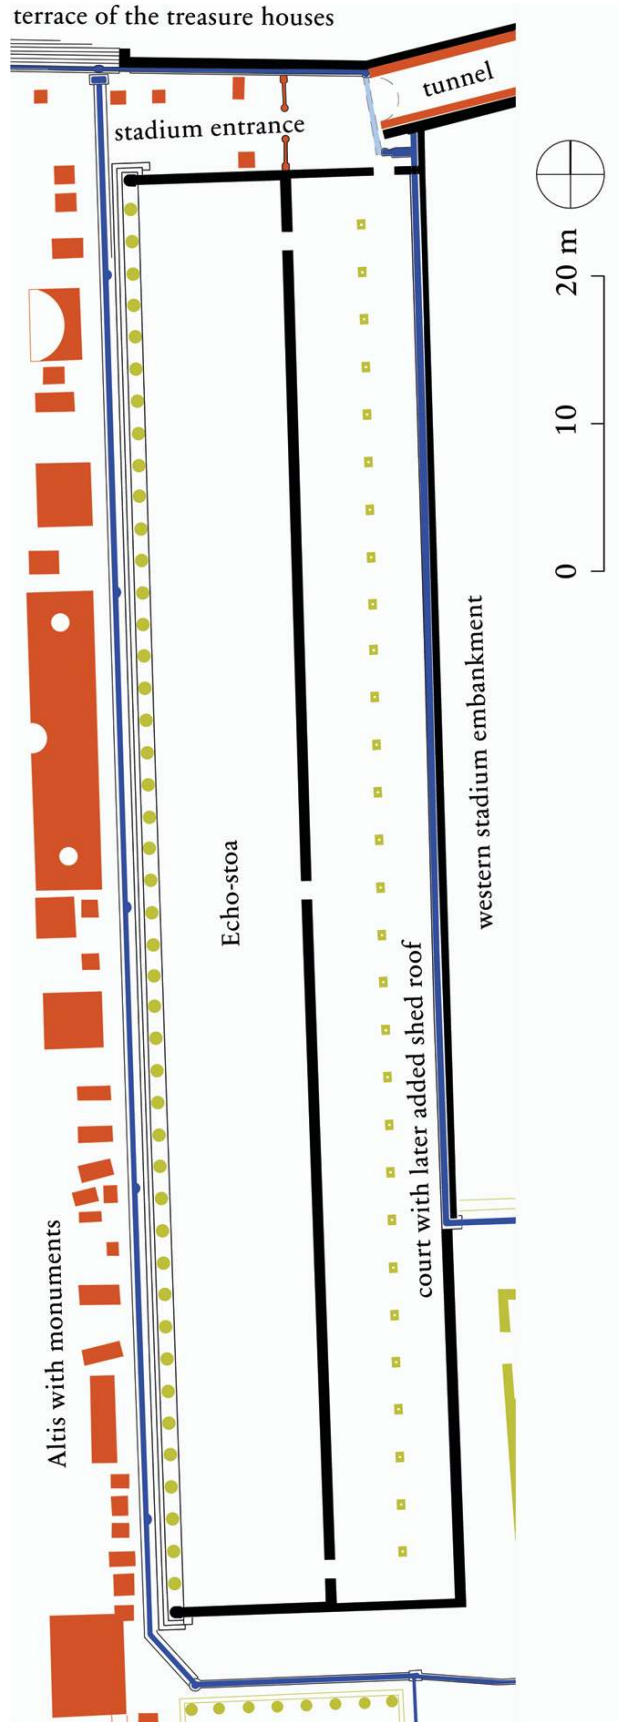 terrace of the treasure houses
tunnel
stadium entrance
20 m
10
0
western stadium embankment
Echo-stoa
court with later added shed roof
Altis with monuments